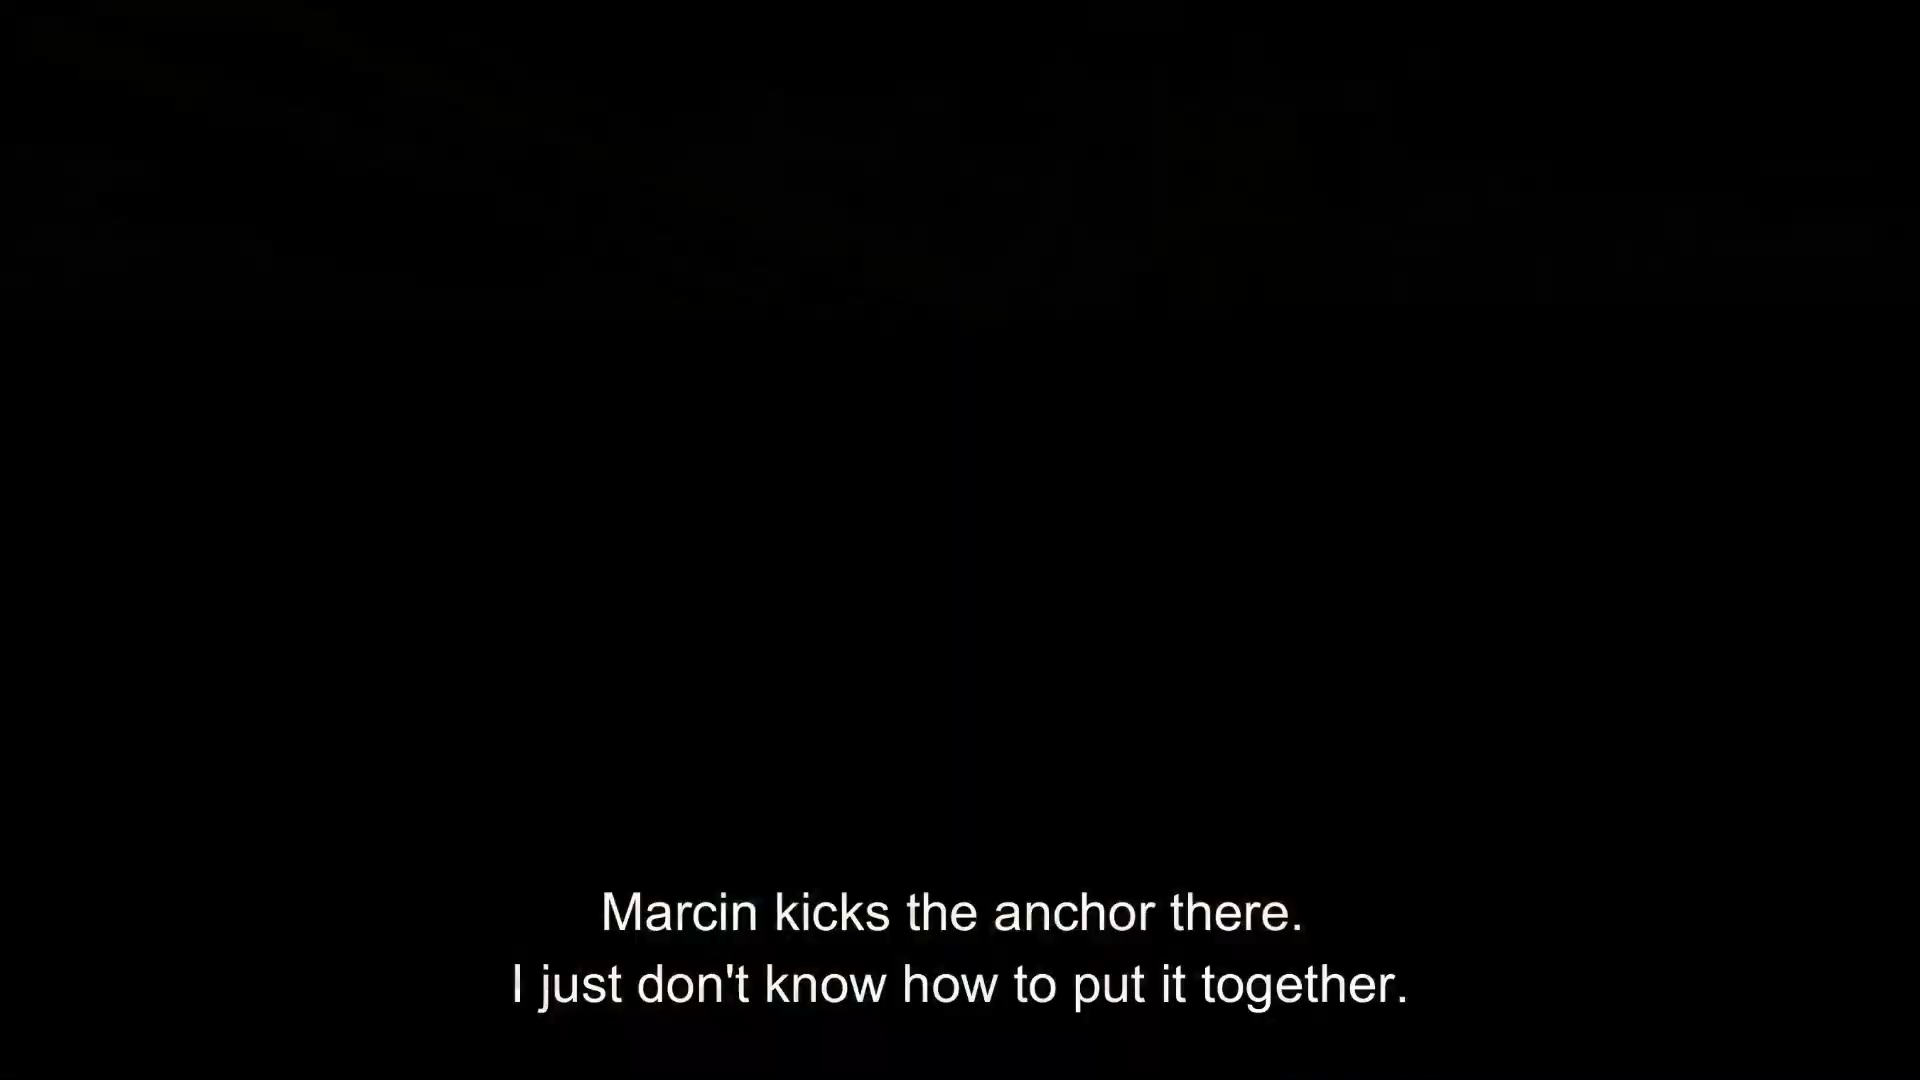 Marcin kicks the anchor there.
I just don't know how to put it together.